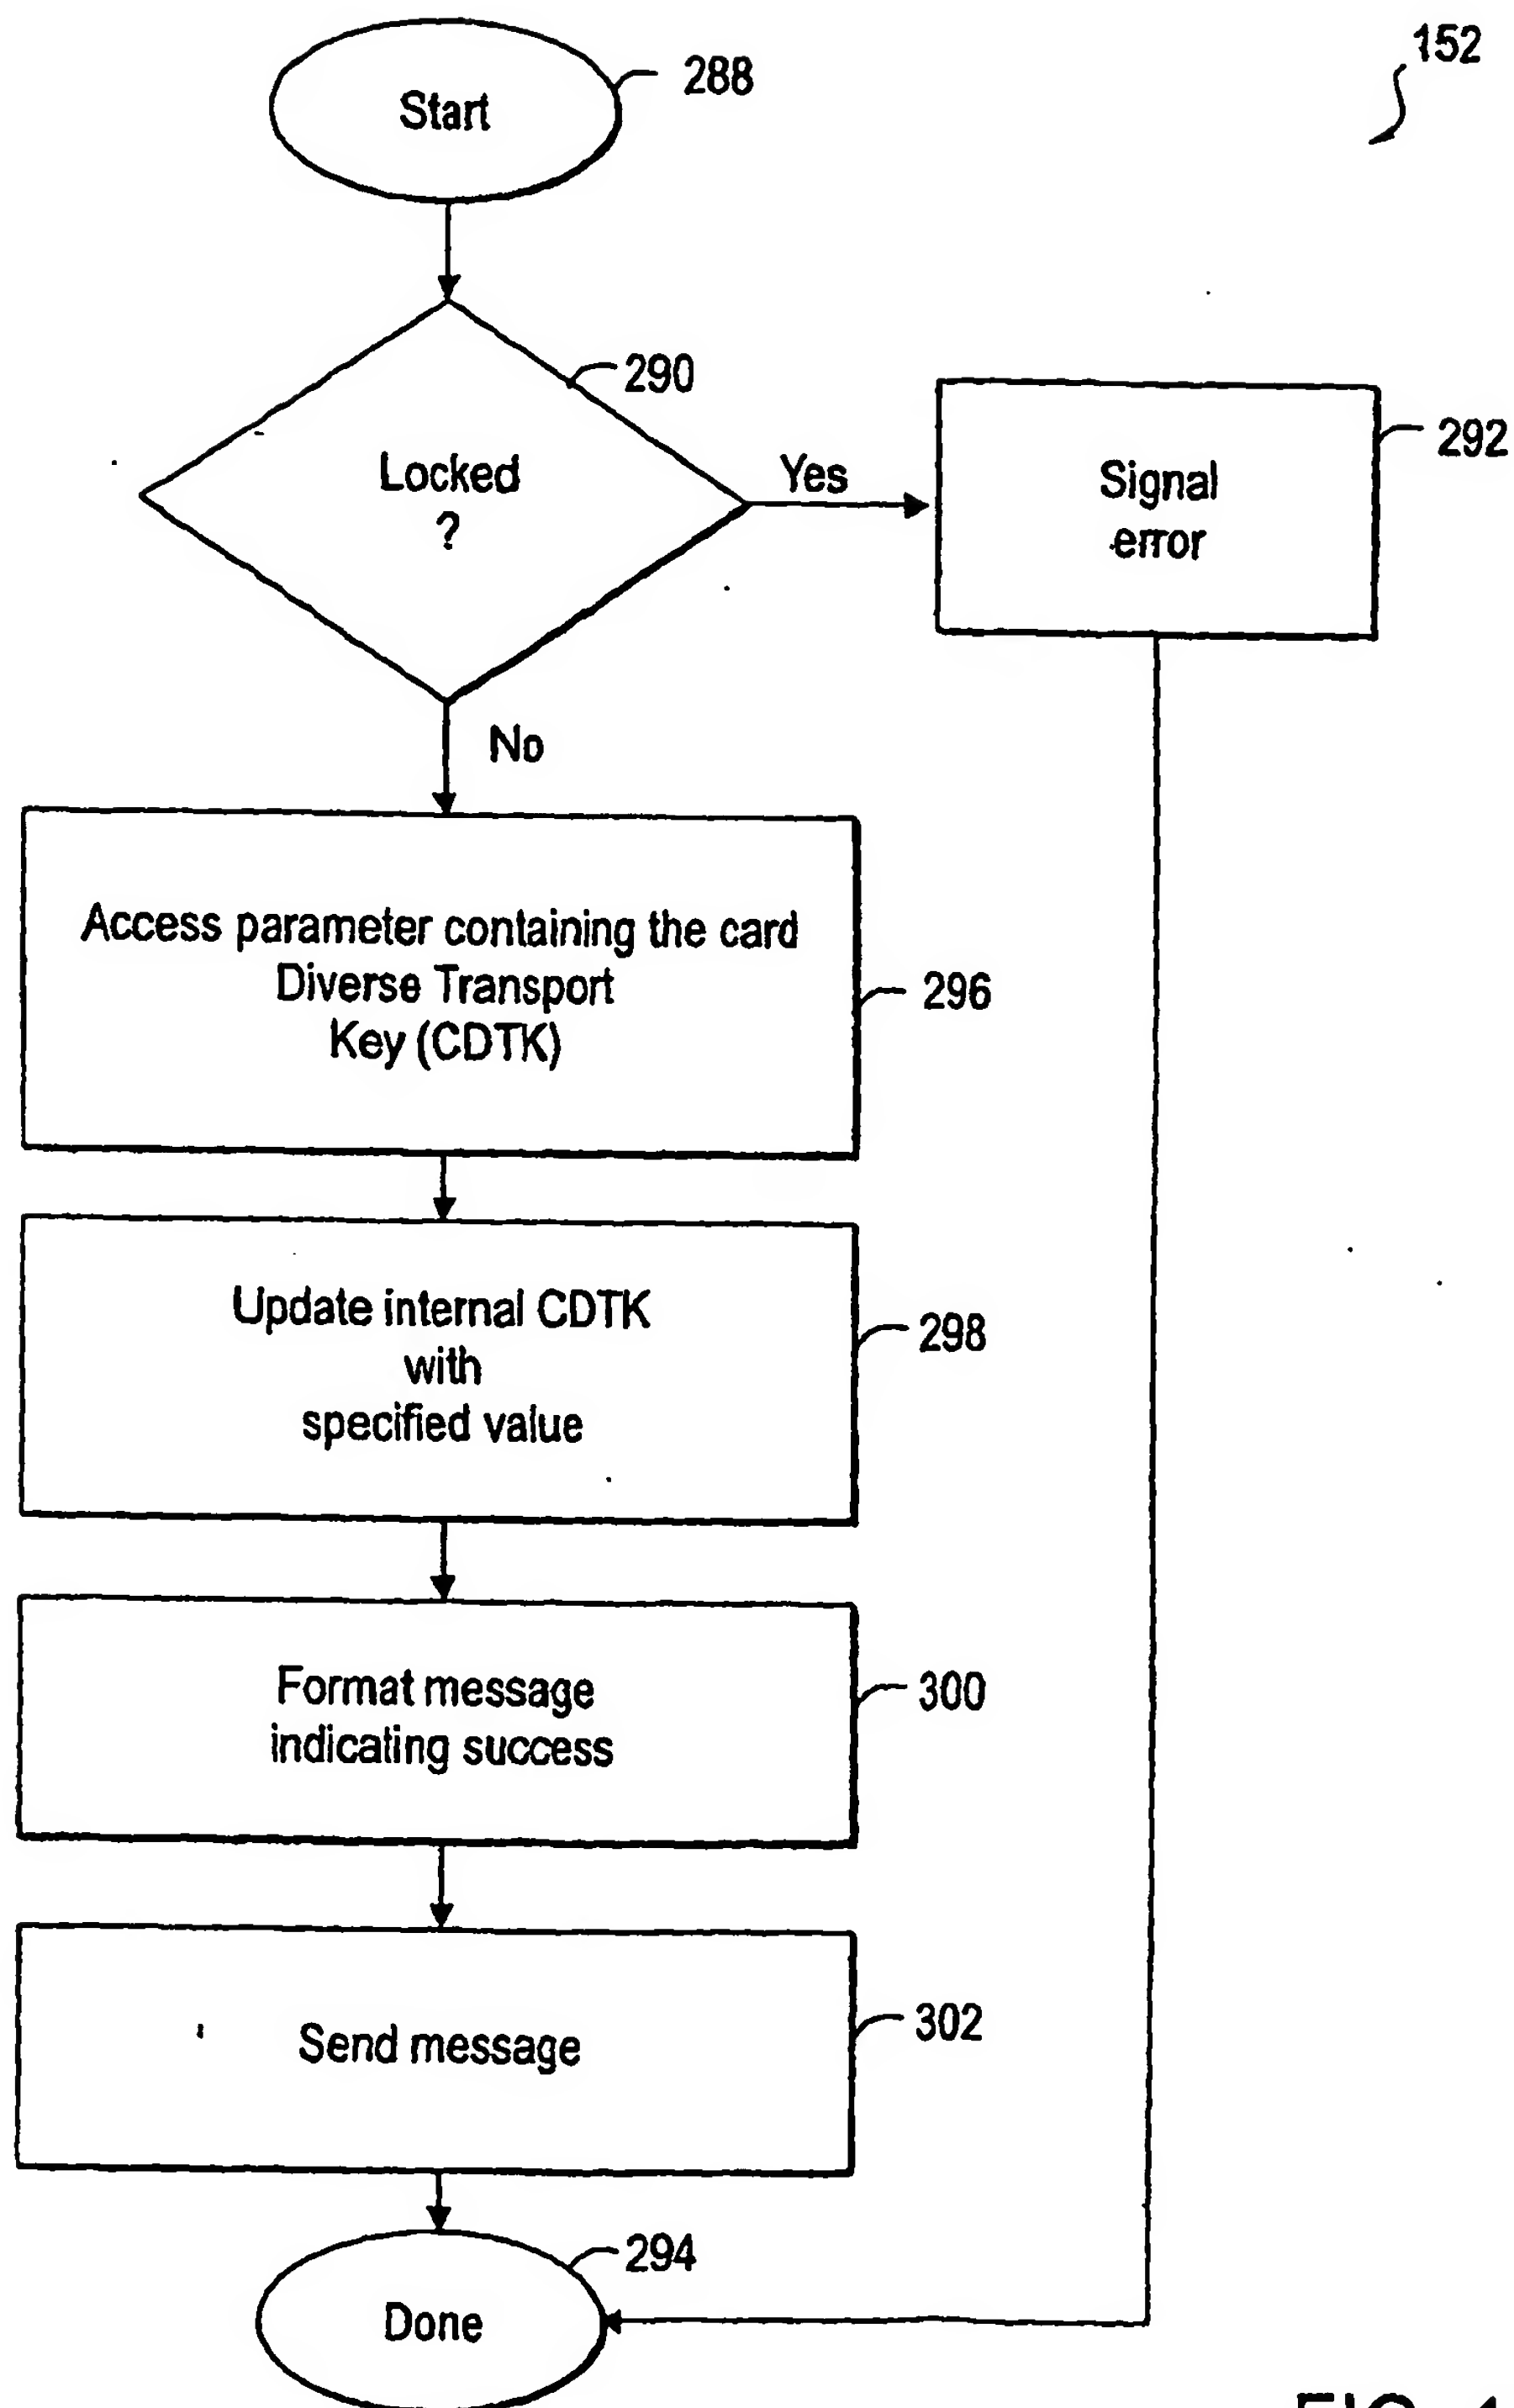 Start
288
152
290
Locked
?
Yes
Signal
error
292
No
Access parameter containing the card
Diverse Transport
Key (CDTK)
296
Update internal CDTK
with
specified value
298
Format message
indicating success
300
Send message
302
294
Done